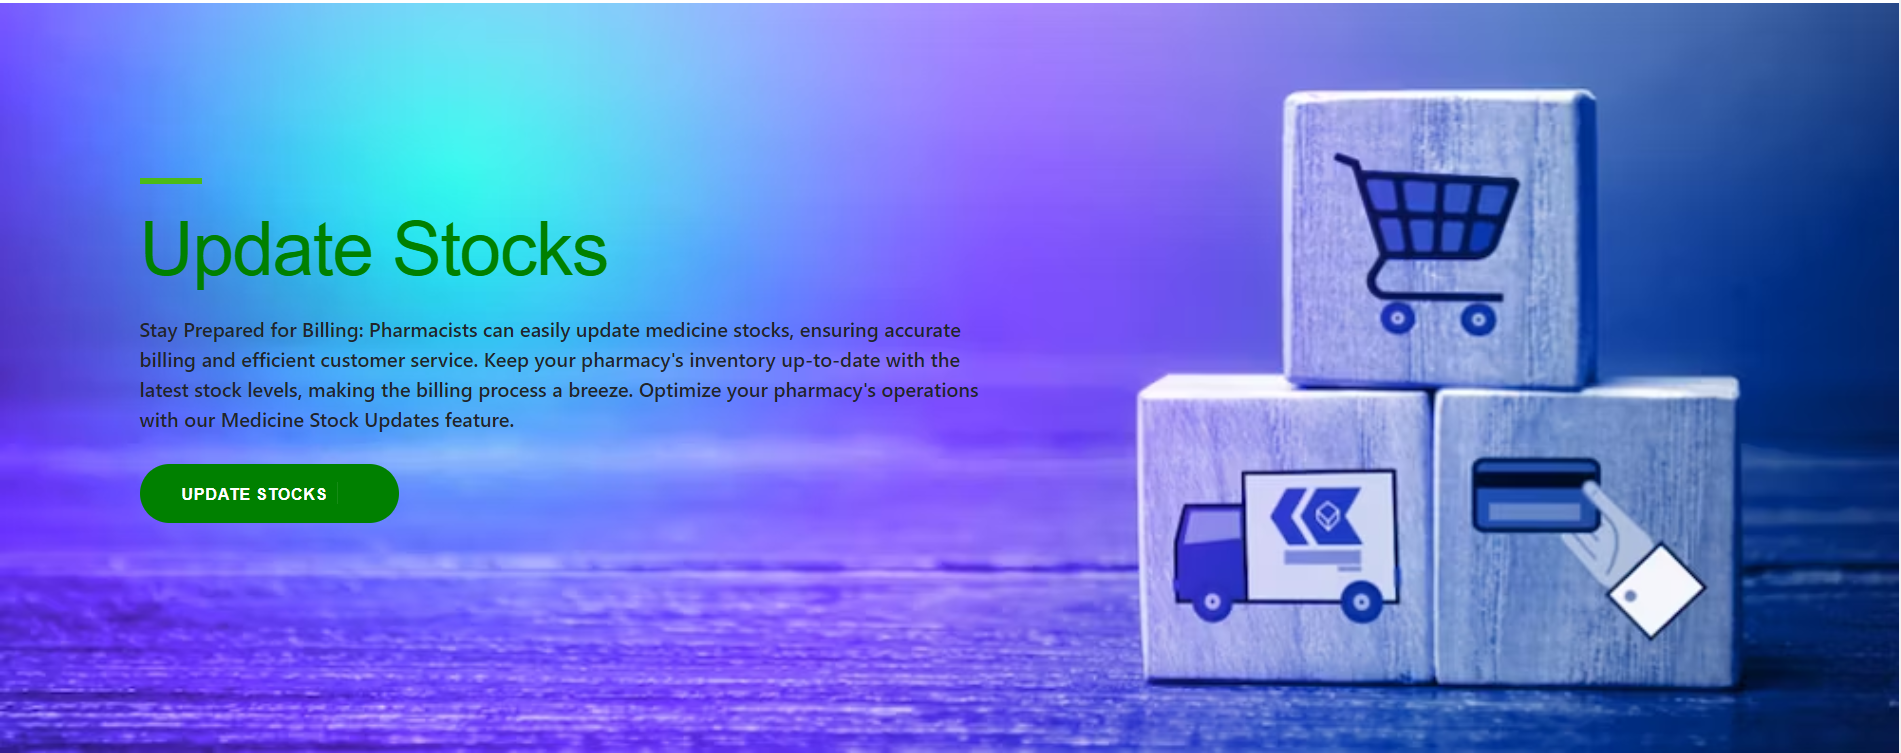 Update Stocks
Stay Prepared for Billing: Pharmacists can easily update medicine stocks, ensuring accurate
billing and efficient customer service. Keep your pharmacy's inventory up-to-date with the
latest stock levels, making the billing process a breeze. Optimize your pharmacy's operations
with our Medicine Stock Updates feature.
UPDATE STOCKS